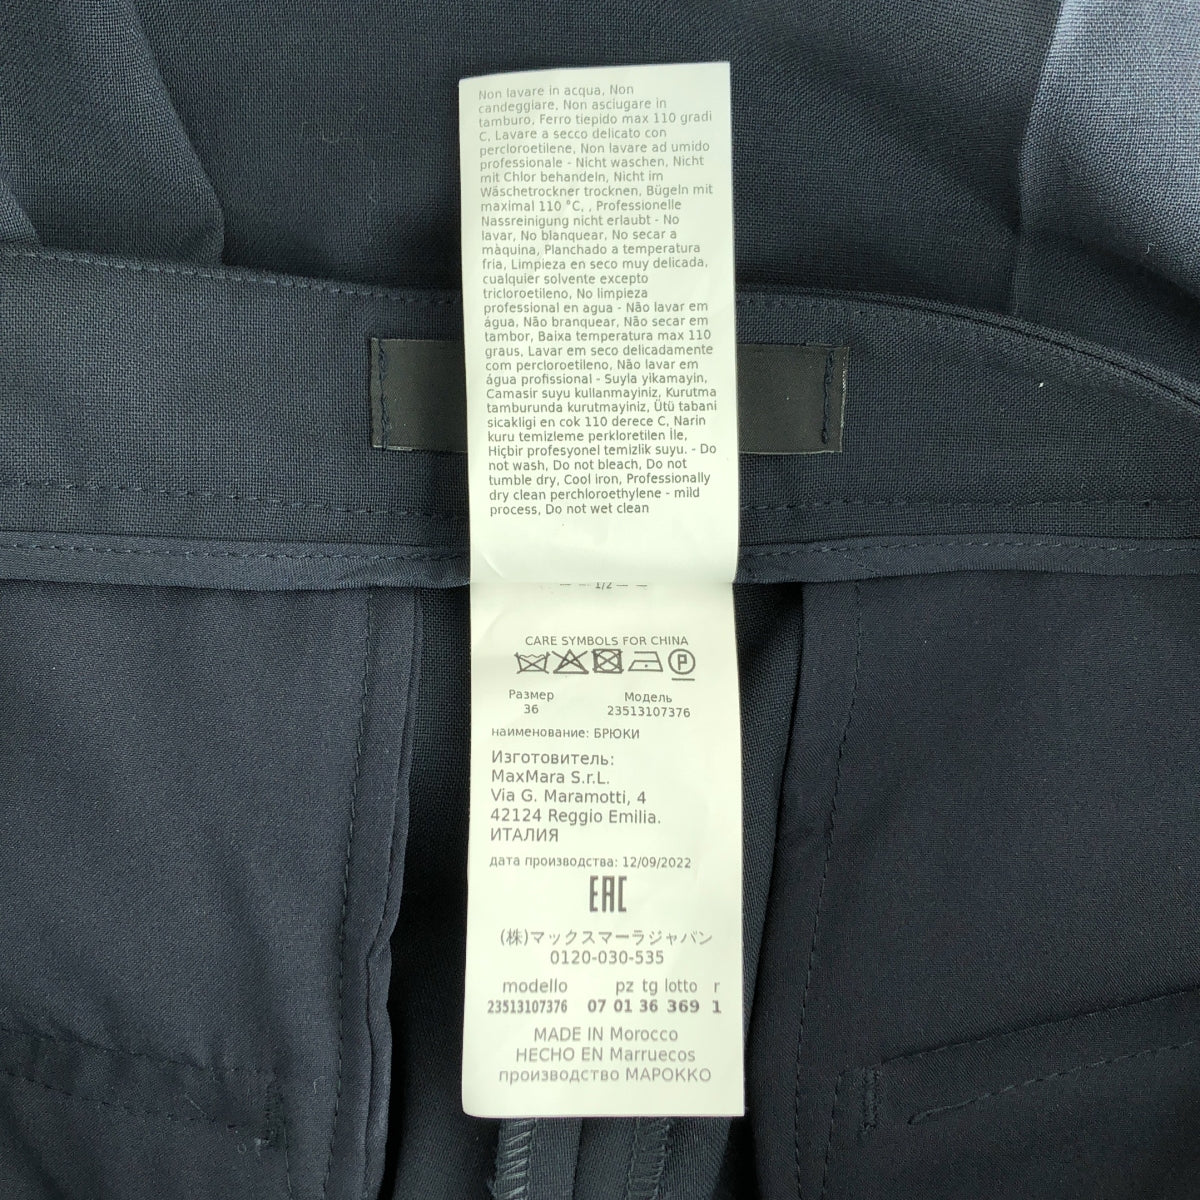 Non lavare in acqua, Non
candeggiare, Non asciugare in
tamburo, Ferro tiepido max 110 gradi
C, Lavare a secco delicato con
percloroetilene, Non lavare ad umido
professionale - Nicht waschen, Nicht
mit Chlor behandeln, Nicht im
Wäschetrockner trocknen, Bügeln mit
maximal 110 °C, , Professionelle
Nassreinigung nicht erlaubt - No
lavar, No blanquear, No secar a
màquina, Planchado a temperatura
fria, Limpieza en seco muy delicada,
cualquier solvente excepto
tricloroetileno, No limpieza
professional en agua - Não lavar em
água, Não branquear, Não secar em
tambor, Baixa temperatura max 110
graus, Lavar em seco delicadamente
com percloroetileno, Não lavar em
água profissional - Suyla yikamayin,
Camasir suyu kullanmayiniz, Kurutma
tamburunda kurutmayiniz, Ütü tabani
sicakligi en cok 110 derece C, Narin
kuru temizleme perkloretilen İle,
Hiçbir profesyonel temizlik suyu. - Do
not wash, Do not bleach, Do not
tumble dry, Cool iron, Professionally
dry clean perchloroethylene - mild
process, Do not wet clean
1/2
CARE SYMBOLS FOR CHINA
P
Размер Модель
36 23513107376
наименование: БРЮКИ
Изготовитель:
MaxMara S.r.L.
Via G. Maramotti, 4
42124 Reggio Emilia.
ИТАЛИЯ
дата производства: 12/09/2022
EAC
(株)マックスマーラジャパン
0120-030-535
modello pz tg lotto r
23513107376 07 01 36 369 1
MADE IN Morocco
HECHO EN Marruecos
производство МАРОККО